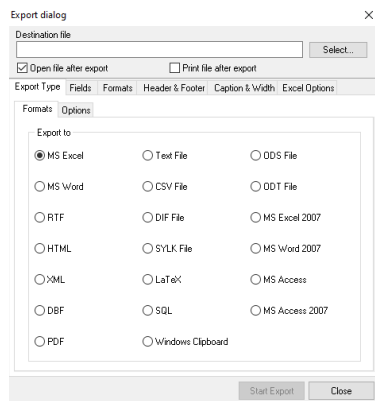 Export dialog
Destination file
Select...
Open file after export Print file after export
Export Type Fields Formats Header & Footer Caption & Width Excel Options
Formats Options
Export to
MS Excel Text File ODS File
MS Word CSV File ODT File
RTF DIF File MS Excel 2007
HTML SYLK File MS Word 2007
XML LaTeX MS Access
DBF SQL MS Access 2007
PDF Windows Clipboard
Start Export Close